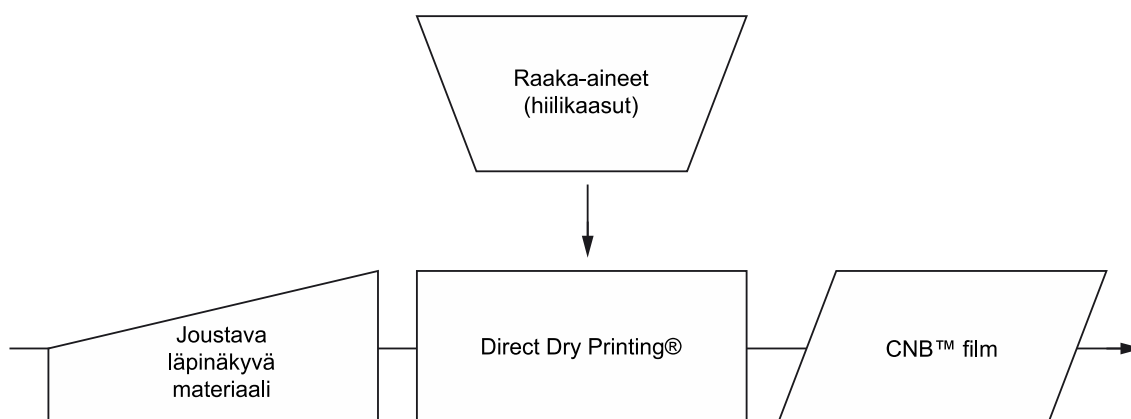 Raaka-aineet
(hiilikaasut)
Joustava
läpinäkyvä
materiaali
Direct Dry Printing®
CNB™ film